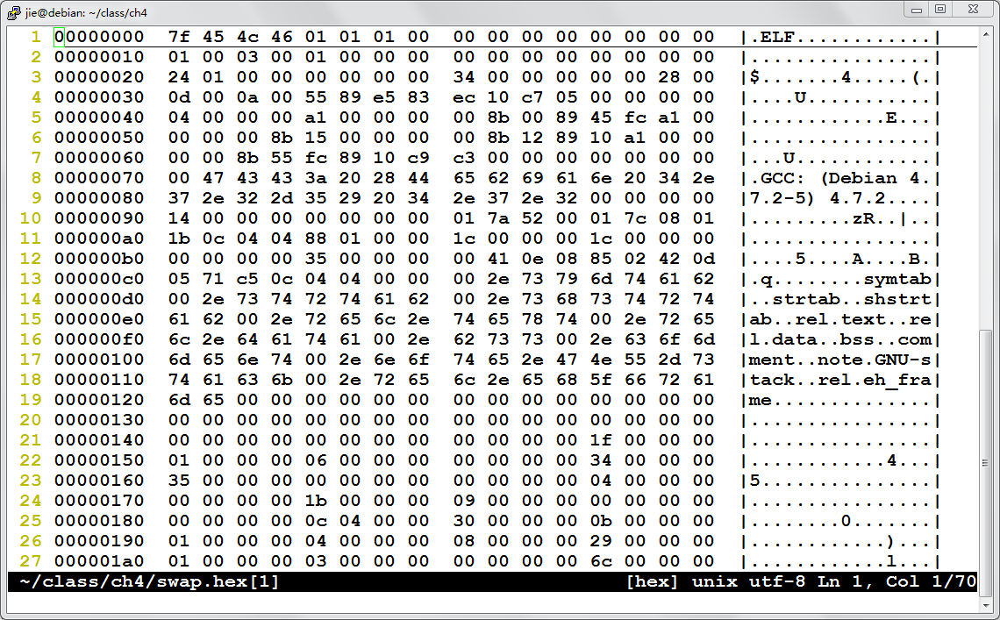 jie@debian: ~/class/ch4
1 00000000 7f 45 4c 46 01 01 01 00 00 00 00 00 00 00 00 00 |.ELF............|
2 00000010 01 00 03 00 01 00 00 00 00 00 00 00 00 00 00 00 |................|
3 00000020 24 01 00 00 00 00 00 00 34 00 00 00 00 00 28 00 |$.......4.....(.|
4 00000030 0d 00 0a 00 55 89 e5 83 ec 10 c7 05 00 00 00 00 |....U...........|
5 00000040 04 00 00 00 a1 00 00 00 00 8b 00 89 45 fc a1 00 |............E...|
6 00000050 00 00 00 8b 15 00 00 00 00 8b 12 89 10 a1 00 00 |................|
7 00000060 00 00 8b 55 fc 89 10 c9 c3 00 00 00 00 00 00 00 |...U............|
8 00000070 00 47 43 43 3a 20 28 44 65 62 69 61 6e 20 34 2e |.GCC: (Debian 4.|
9 00000080 37 2e 32 2d 35 29 20 34 2e 37 2e 32 00 00 00 00 |7.2-5) 4.7.2....|
10 00000090 14 00 00 00 00 00 00 00 01 7a 52 00 01 7c 08 01 |.........zR..|..|
11 000000a0 1b 0c 04 04 88 01 00 00 1c 00 00 00 1c 00 00 00 |................|
12 000000b0 00 00 00 00 35 00 00 00 00 41 0e 08 85 02 42 0d |....5....A....B.|
13 000000c0 05 71 c5 0c 04 04 00 00 00 2e 73 79 6d 74 61 62 |.q........symtab|
14 000000d0 00 2e 73 74 72 74 61 62 00 2e 73 68 73 74 72 74 |..strtab..shstrt|
15 000000e0 61 62 00 2e 72 65 6c 2e 74 65 78 74 00 2e 72 65 |ab..rel.text..re|
16 000000f0 6c 2e 64 61 74 61 00 2e 62 73 73 00 2e 63 6f 6d |l.data..bss..com|
17 00000100 6d 65 6e 74 00 2e 6e 6f 74 65 2e 47 4e 55 2d 73 |ment..note.GNU-s|
18 00000110 74 61 63 6b 00 2e 72 65 6c 2e 65 68 5f 66 72 61 |tack..rel.eh_fra|
19 00000120 6d 65 00 00 00 00 00 00 00 00 00 00 00 00 00 00 |me..............|
20 00000130 00 00 00 00 00 00 00 00 00 00 00 00 00 00 00 00 |................|
21 00000140 00 00 00 00 00 00 00 00 00 00 00 00 1f 00 00 00 |................|
22 00000150 01 00 00 00 06 00 00 00 00 00 00 00 34 00 00 00 |............4...|
23 00000160 35 00 00 00 00 00 00 00 00 00 00 00 04 00 00 00 |5...............|
24 00000170 00 00 00 00 1b 00 00 00 09 00 00 00 00 00 00 00 |................|
25 00000180 00 00 00 00 0c 04 00 00 30 00 00 00 0b 00 00 00 |........0.......|
26 00000190 01 00 00 00 04 00 00 00 08 00 00 00 29 00 00 00 |............)...|
27 000001a0 01 00 00 00 03 00 00 00 00 00 00 00 6c 00 00 00 |............l...|
~/class/ch4/swap.hex[1] [hex] unix utf-8 Ln 1, Col 1/70